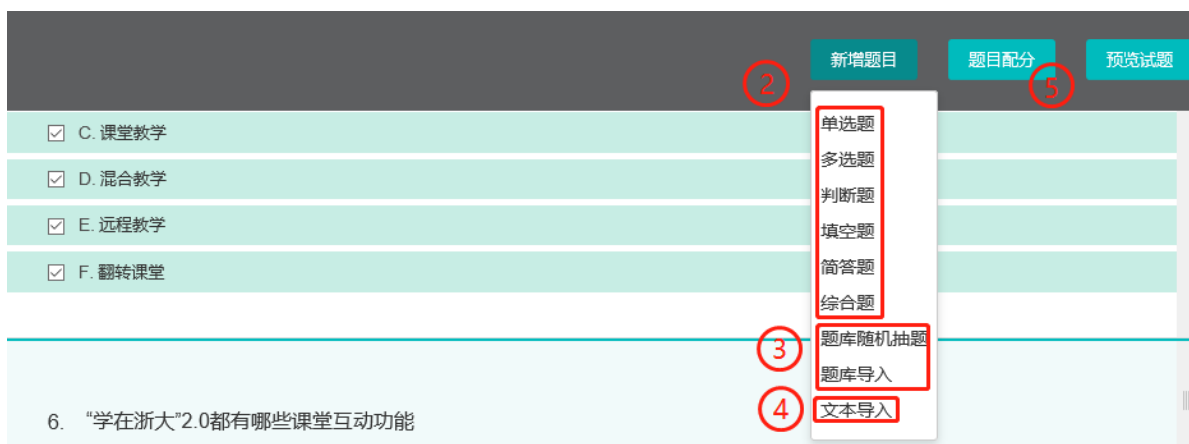 新增题目 题目配分 预览试题
② ⑤
C. 课堂教学
D. 混合教学
E. 远程教学
F. 翻转课堂
单选题
多选题
判断题
填空题
简答题
综合题
③ 题库随机抽题
题库导入
④ 文本导入
6. “学在浙大”2.0都有哪些课堂互动功能